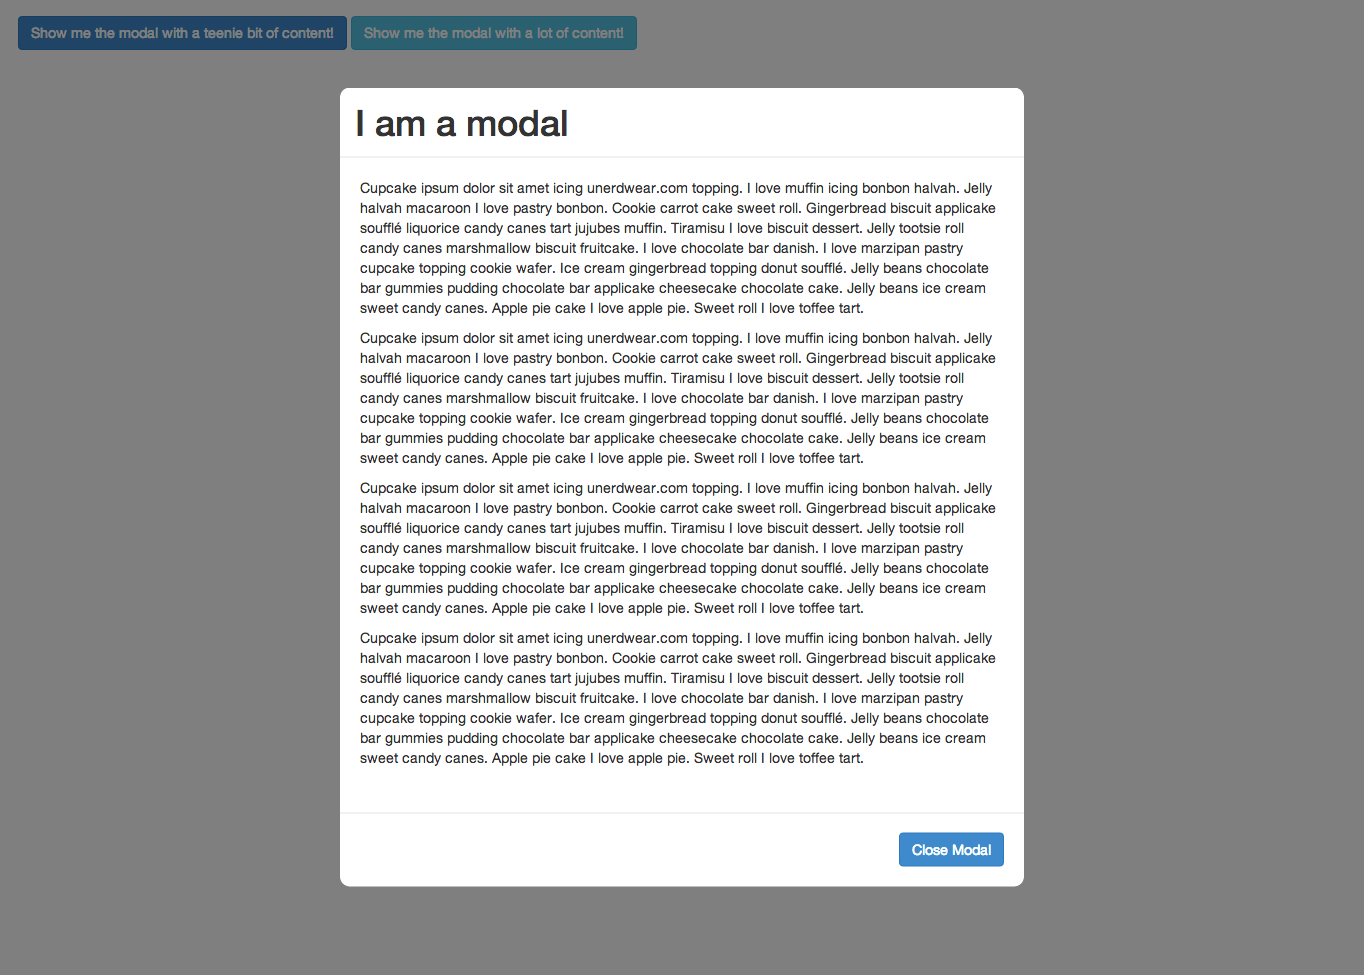 Show me the modal with a teenie bit of content! Show me the modal with a lot of content!
I am a modal
Cupcake ipsum dolor sit amet icing unerdwear.com topping. I love muffin icing bonbon halvah. Jelly
halvah macaroon I love pastry bonbon. Cookie carrot cake sweet roll. Gingerbread biscuit applicake
soufflé liquorice candy canes tart jujubes muffin. Tiramisu I love biscuit dessert. Jelly tootsie roll
candy canes marshmallow biscuit fruitcake. I love chocolate bar danish. I love marzipan pastry
cupcake topping cookie wafer. Ice cream gingerbread topping donut soufflé. Jelly beans chocolate
bar gummies pudding chocolate bar applicake cheesecake chocolate cake. Jelly beans ice cream
sweet candy canes. Apple pie cake I love apple pie. Sweet roll I love toffee tart.
Cupcake ipsum dolor sit amet icing unerdwear.com topping. I love muffin icing bonbon halvah. Jelly
halvah macaroon I love pastry bonbon. Cookie carrot cake sweet roll. Gingerbread biscuit applicake
soufflé liquorice candy canes tart jujubes muffin. Tiramisu I love biscuit dessert. Jelly tootsie roll
candy canes marshmallow biscuit fruitcake. I love chocolate bar danish. I love marzipan pastry
cupcake topping cookie wafer. Ice cream gingerbread topping donut soufflé. Jelly beans chocolate
bar gummies pudding chocolate bar applicake cheesecake chocolate cake. Jelly beans ice cream
sweet candy canes. Apple pie cake I love apple pie. Sweet roll I love toffee tart.
Cupcake ipsum dolor sit amet icing unerdwear.com topping. I love muffin icing bonbon halvah. Jelly
halvah macaroon I love pastry bonbon. Cookie carrot cake sweet roll. Gingerbread biscuit applicake
soufflé liquorice candy canes tart jujubes muffin. Tiramisu I love biscuit dessert. Jelly tootsie roll
candy canes marshmallow biscuit fruitcake. I love chocolate bar danish. I love marzipan pastry
cupcake topping cookie wafer. Ice cream gingerbread topping donut soufflé. Jelly beans chocolate
bar gummies pudding chocolate bar applicake cheesecake chocolate cake. Jelly beans ice cream
sweet candy canes. Apple pie cake I love apple pie. Sweet roll I love toffee tart.
Cupcake ipsum dolor sit amet icing unerdwear.com topping. I love muffin icing bonbon halvah. Jelly
halvah macaroon I love pastry bonbon. Cookie carrot cake sweet roll. Gingerbread biscuit applicake
soufflé liquorice candy canes tart jujubes muffin. Tiramisu I love biscuit dessert. Jelly tootsie roll
candy canes marshmallow biscuit fruitcake. I love chocolate bar danish. I love marzipan pastry
cupcake topping cookie wafer. Ice cream gingerbread topping donut soufflé. Jelly beans chocolate
bar gummies pudding chocolate bar applicake cheesecake chocolate cake. Jelly beans ice cream
sweet candy canes. Apple pie cake I love apple pie. Sweet roll I love toffee tart.
Close Modal